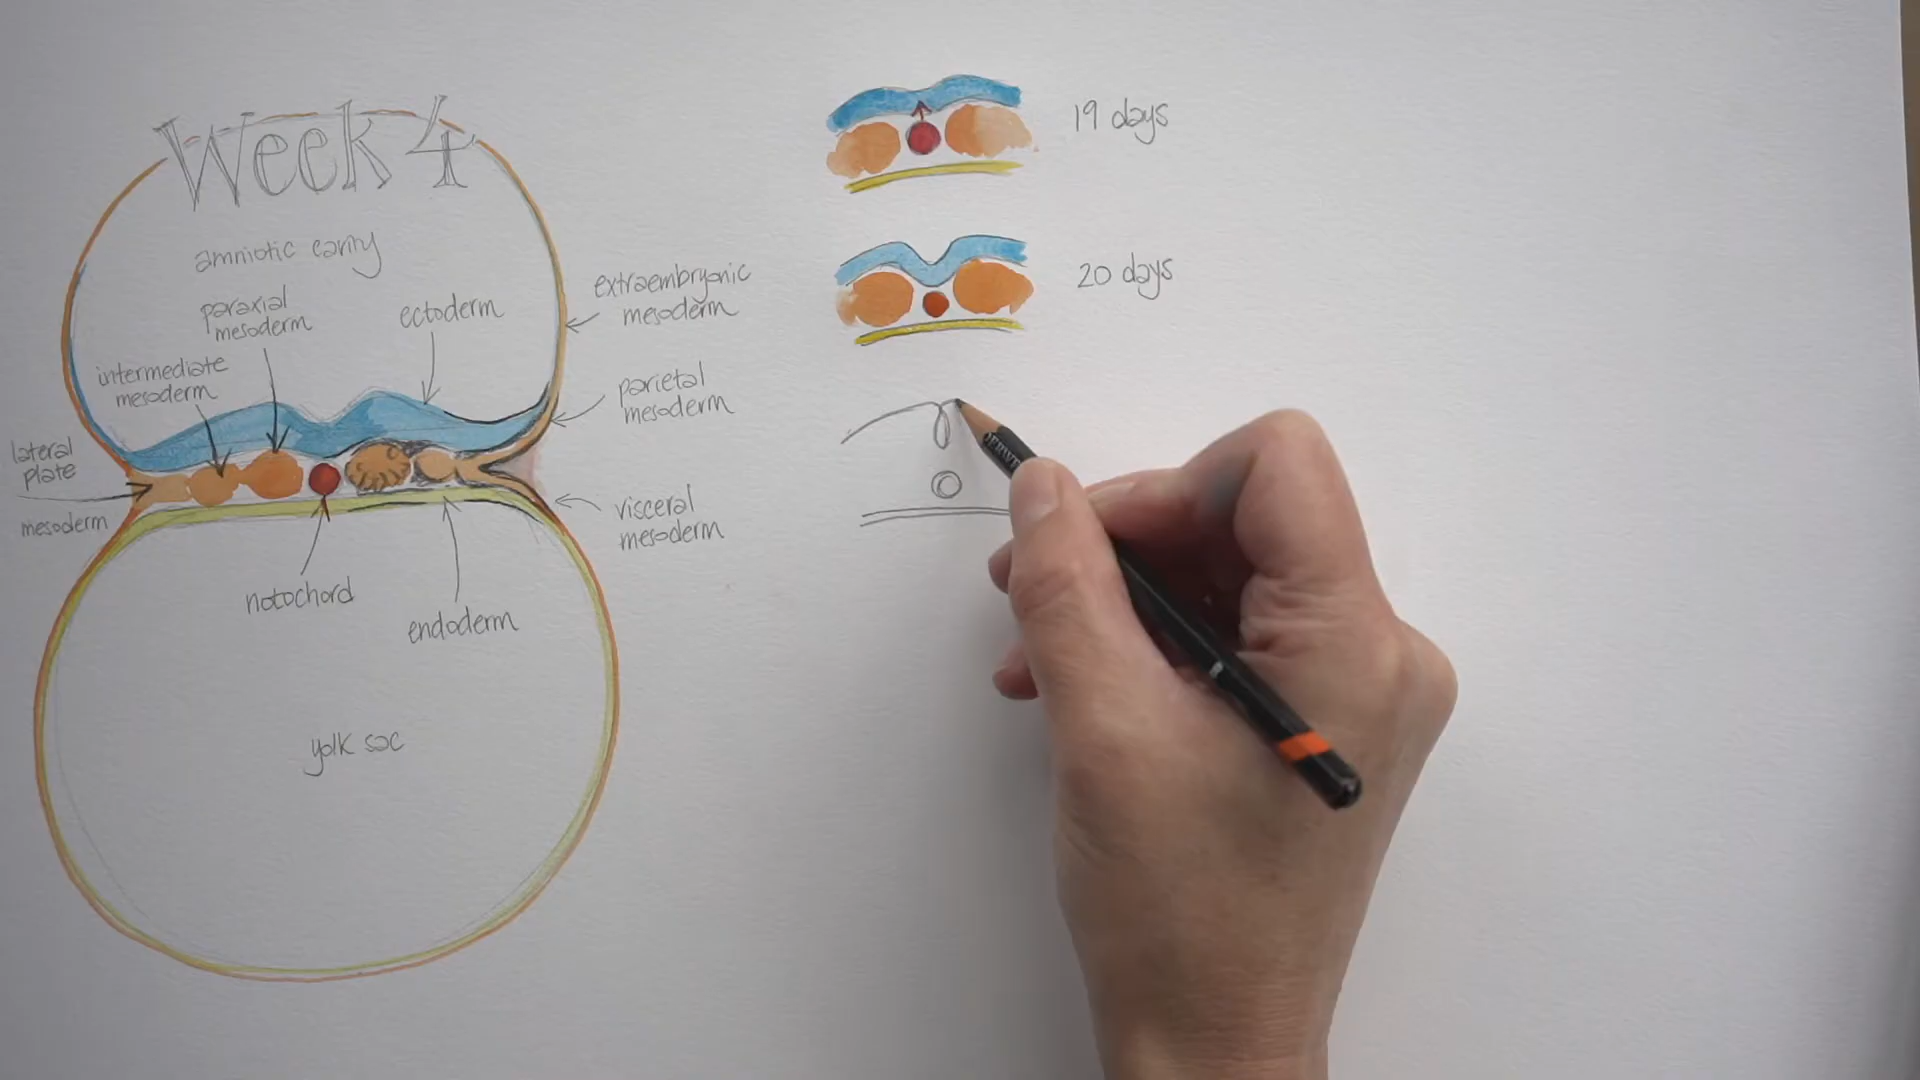 Week 4
amniotic cavity
paraxial
mesoderm
ectoderm
intermediate
mesoderm
lateral
plate
mesoderm
extraembryonic
mesoderm
parietal
mesoderm
visceral
mesoderm
notochord
endoderm
yolk sac
19 days
20 days